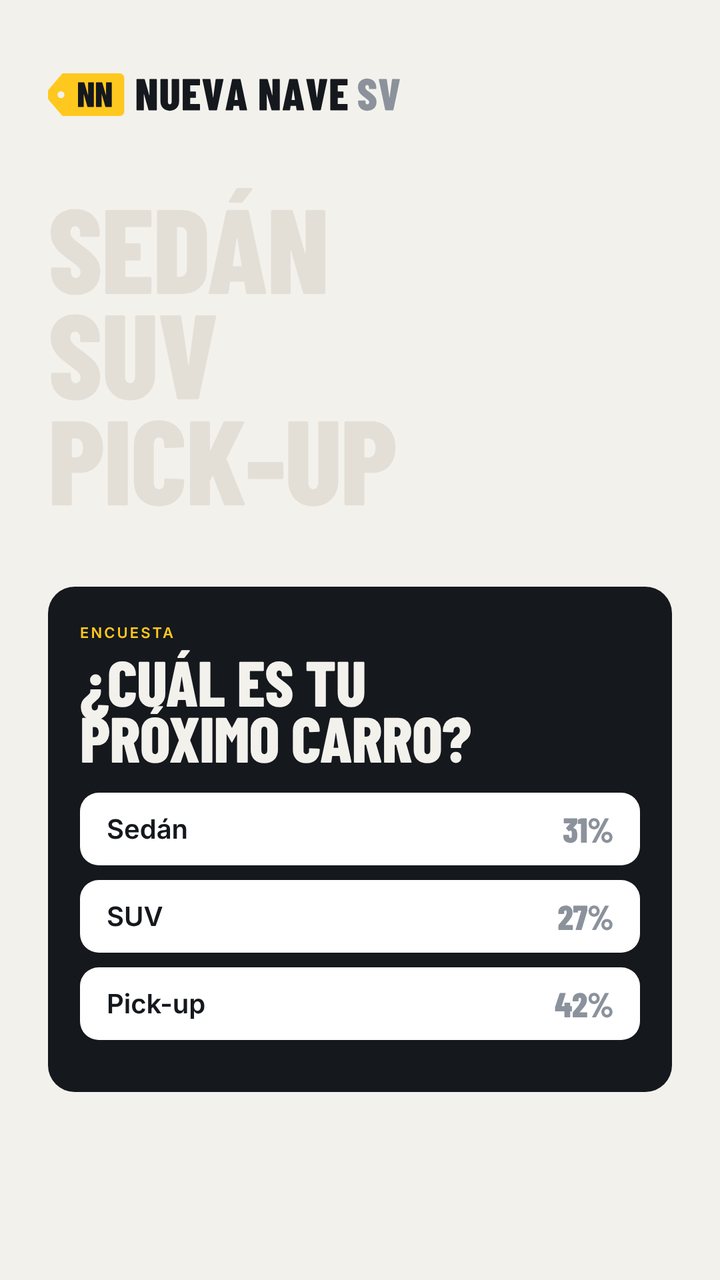 NN NUEVA NAVE SV
SEDÁN
SUV
PICK-UP
ENCUESTA
¿CUÁL ES TU
PRÓXIMO CARRO?
Sedán 31%
SUV 27%
Pick-up 42%